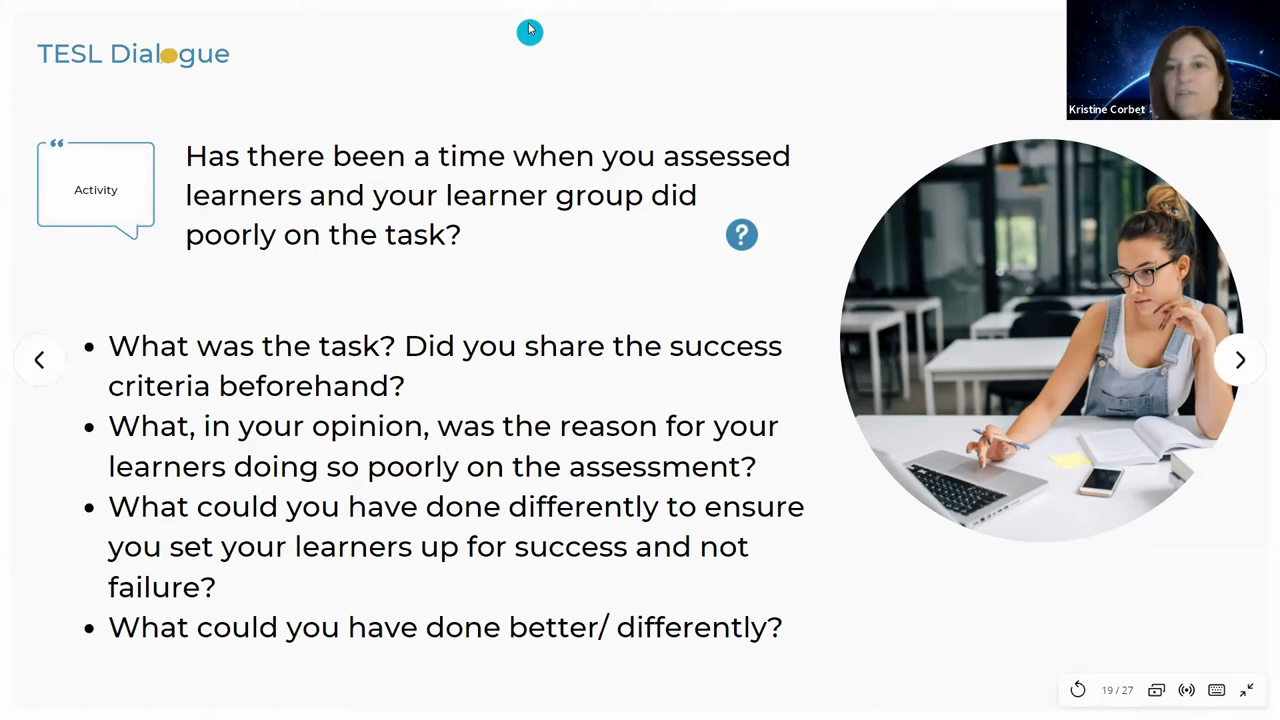 TESL Dialogue
Kristine Corbet
“
Activity
Has there been a time when you assessed
learners and your learner group did
poorly on the task?
?
• What was the task? Did you share the success
criteria beforehand?
• What, in your opinion, was the reason for your
learners doing so poorly on the assessment?
• What could you have done differently to ensure
you set your learners up for success and not
failure?
• What could you have done better/ differently?
19 / 27